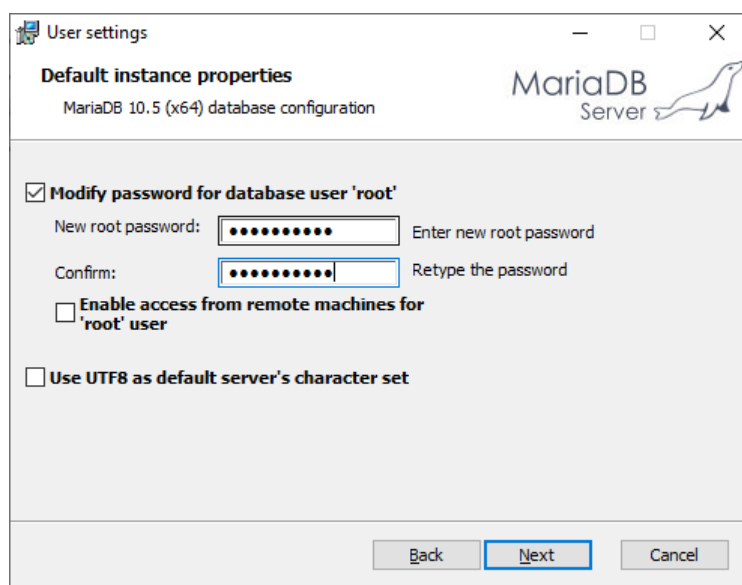 User settings
Default instance properties
MariaDB 10.5 (x64) database configuration
MariaDB
Server
Modify password for database user 'root'
New root password: ●●●●●●●●●● Enter new root password
Confirm: ●●●●●●●●●● Retype the password
Enable access from remote machines for
'root' user
Use UTF8 as default server's character set
Back Next Cancel